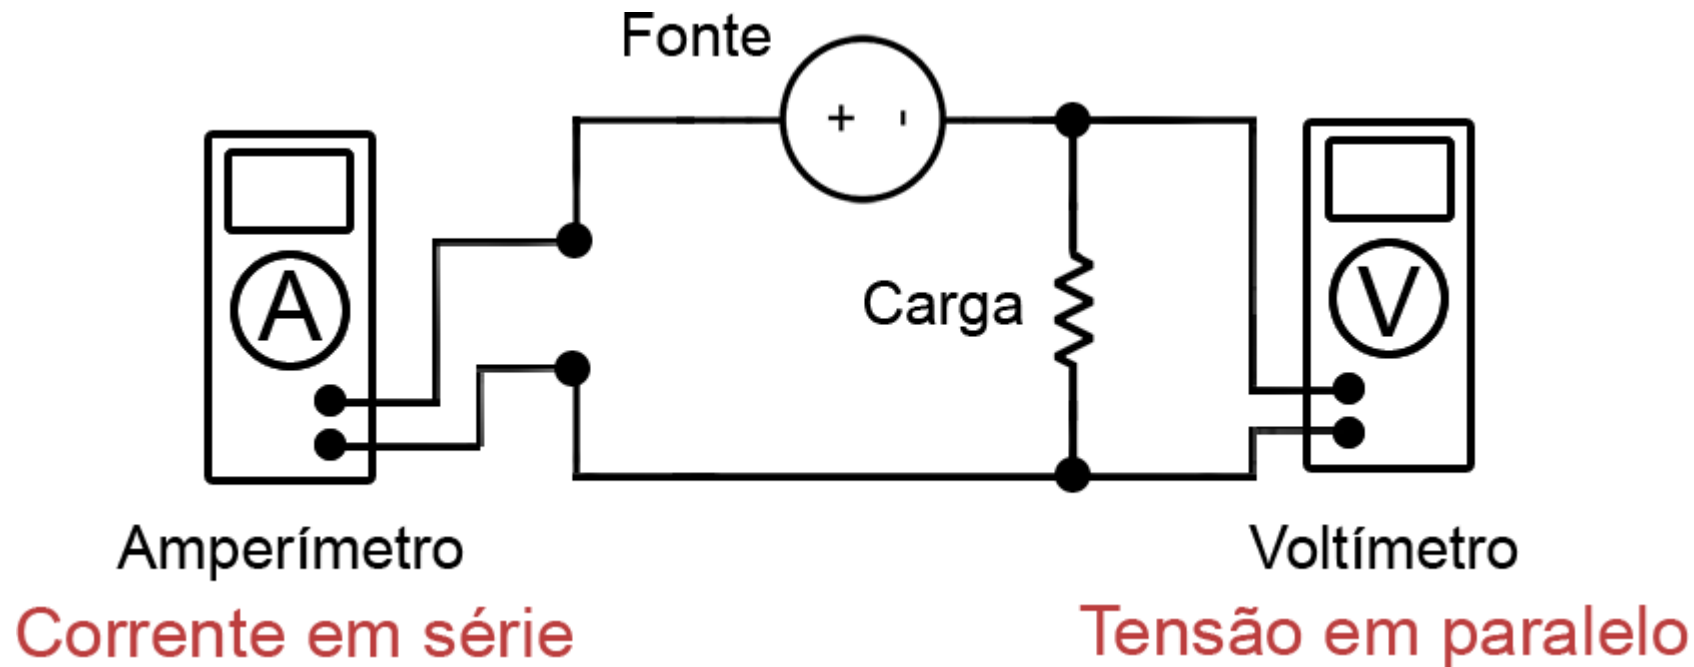 Fonte
+ -
A
Carga
V
Amperímetro
Voltímetro
Corrente em série
Tensão em paralelo